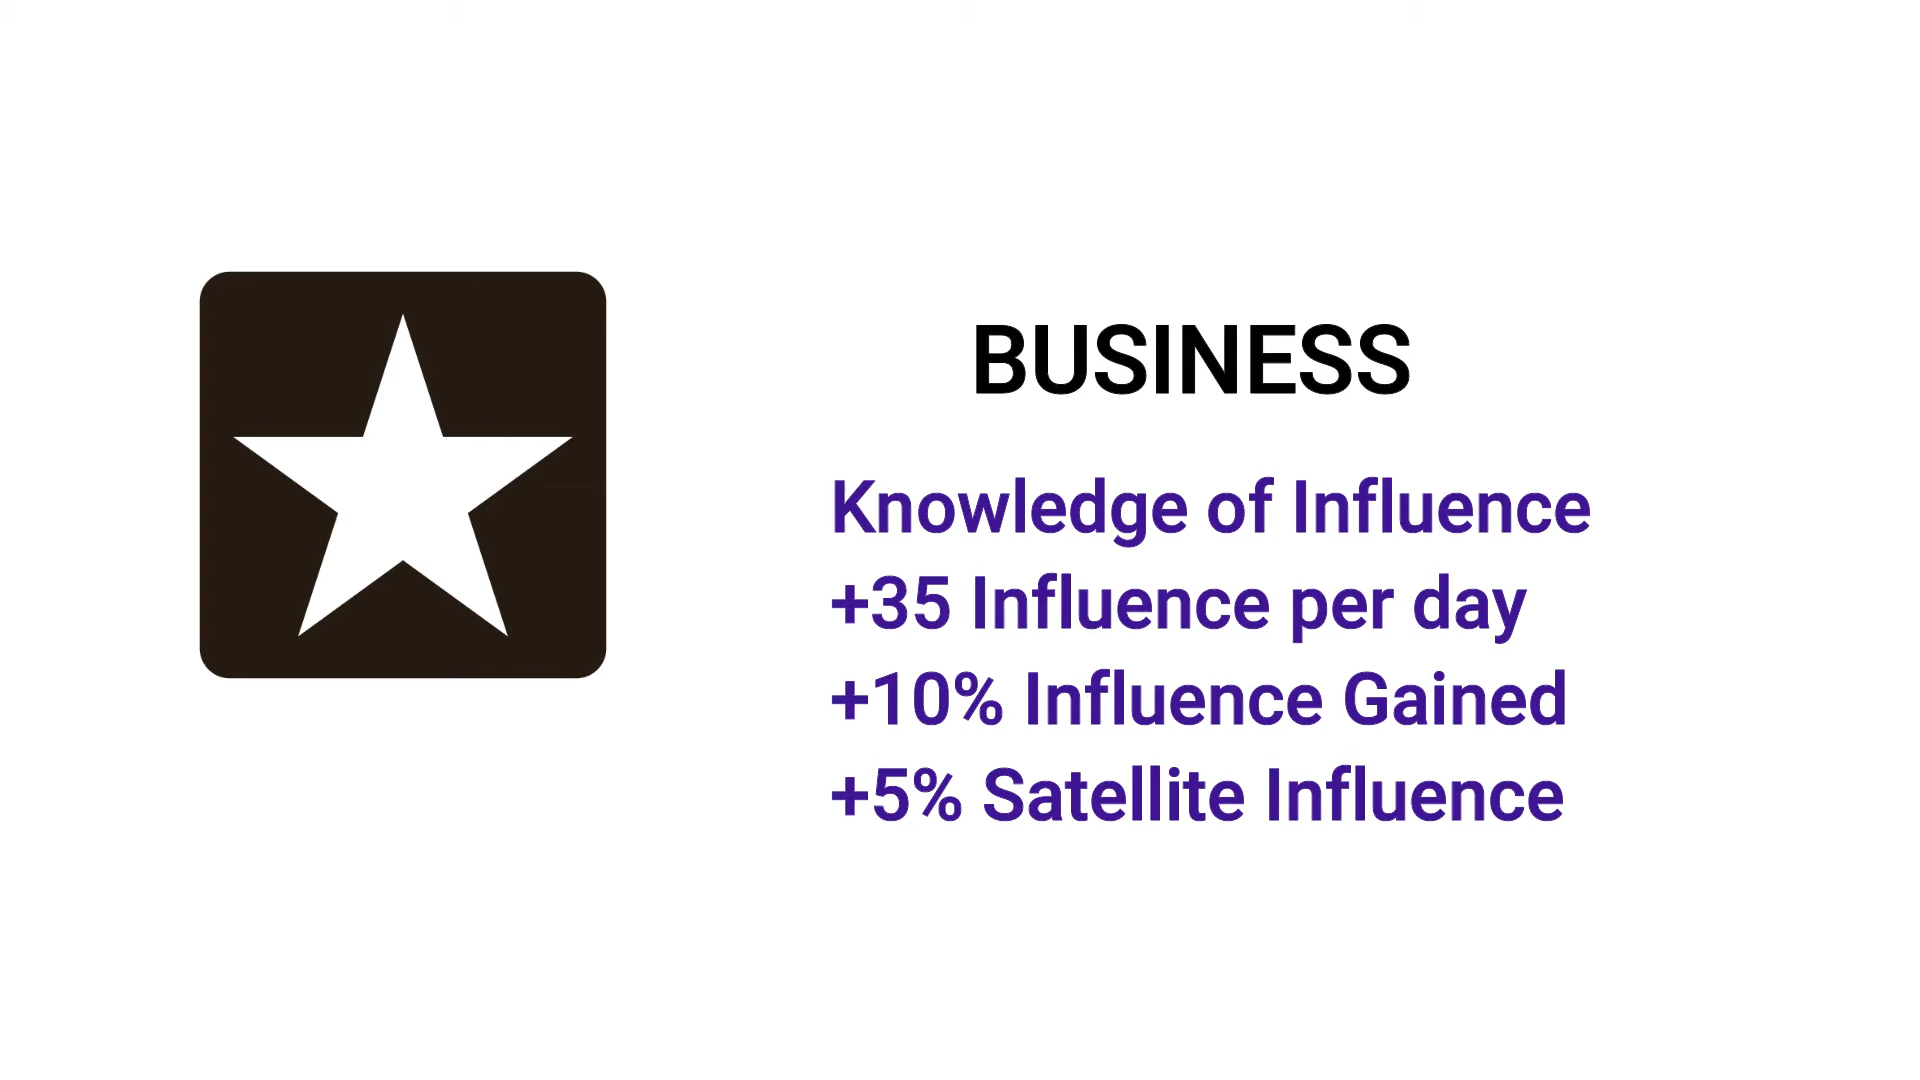 BUSINESS
Knowledge of Influence
+35 Influence per day
+10% Influence Gained
+5% Satellite Influence